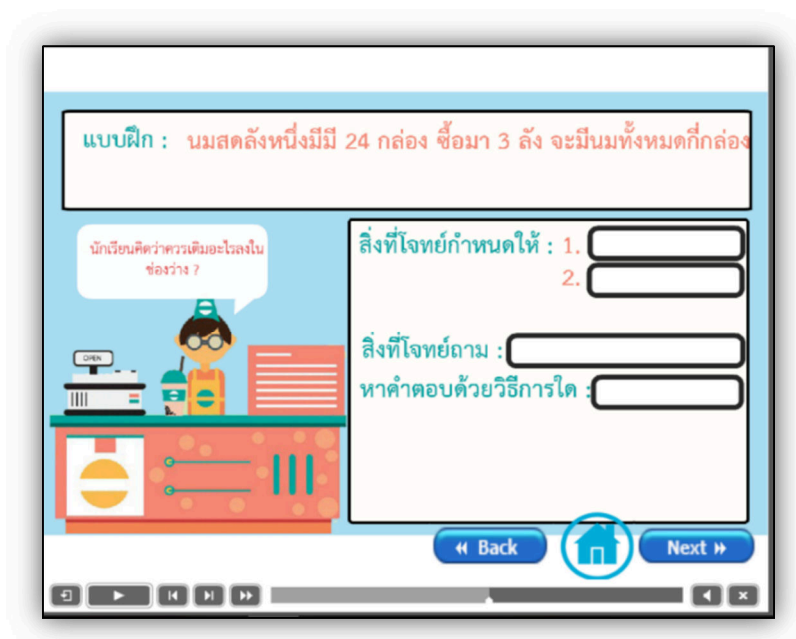 แบบฝึก : นมสดลังหนึ่งมีมี 24 กล่อง ซื้อมา 3 ลัง จะมีนมทั้งหมดกี่กล่อง
นักเรียนคิดว่าควรเติมอะไรลงใน
ช่องว่าง ?
OPEN
สิ่งที่โจทย์กำหนดให้ : 1.
2.
สิ่งที่โจทย์ถาม :
หาคำตอบด้วยวิธีการใด :
Back
Next